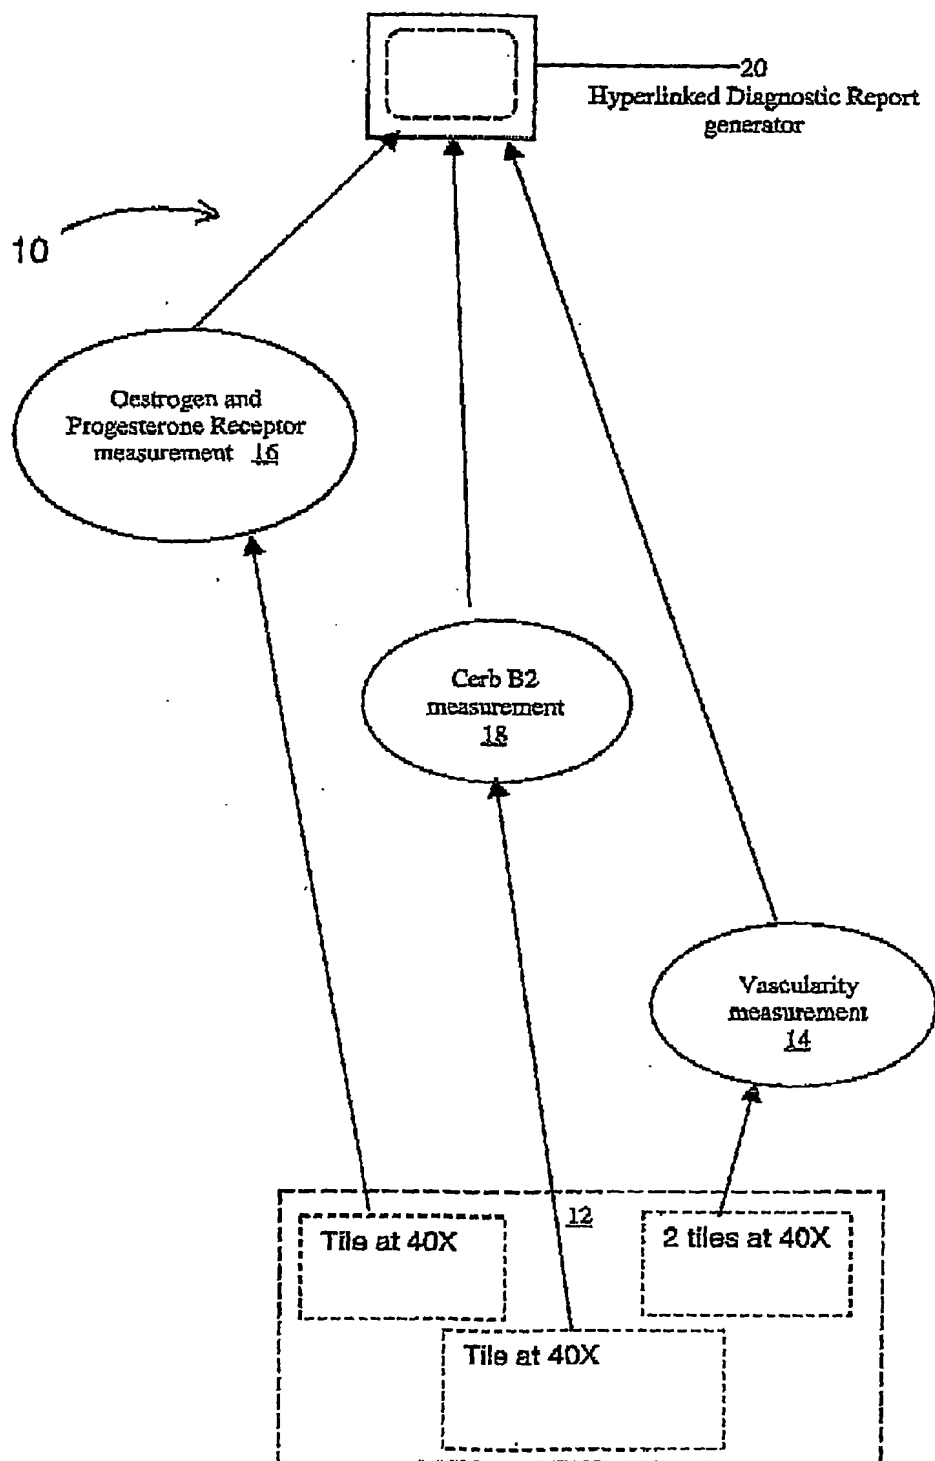 20
Hyperlinked Diagnostic Report
generator
10
Oestrogen and
Progesterone Receptor
measurement 16
Cerb B2
measurement
18
Vascularity
measurement
14
12
Tile at 40X
2 tiles at 40X
Tile at 40X